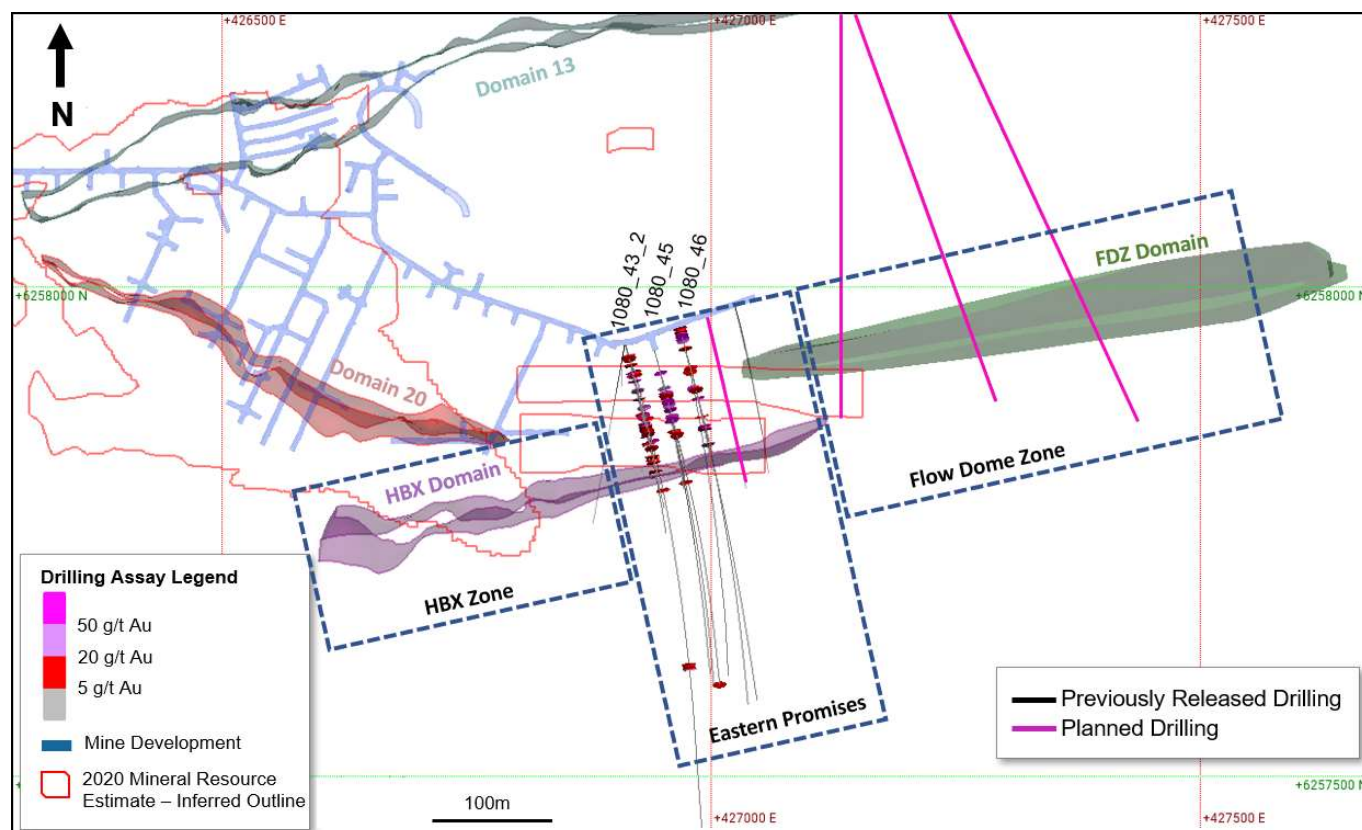 +426500 E
+427000 E
+427500 E
N
Domain 13
1080_43_2
1080_45
1080_46
FDZ Domain
+6258000 N
+6258000 N
Domain 20
HBX Domain
Flow Dome Zone
HBX Zone
Eastern Promises
Drilling Assay Legend
50 g/t Au
20 g/t Au
5 g/t Au
Mine Development
2020 Mineral Resource
Estimate – Inferred Outline
100m
Previously Released Drilling
Planned Drilling
+6257500 N
+427000 E
+427500 E